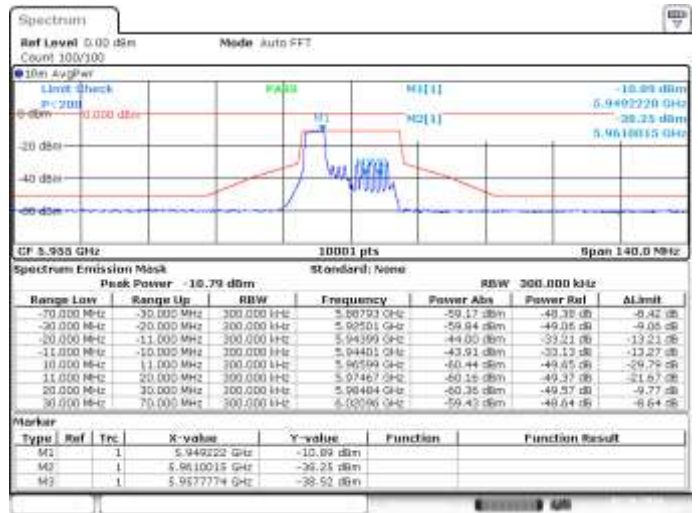 Spectrum
Ref Level 0.00 dBm Mode Auto FFT
Count 100/100
1Rm AvgPwr
Limit Check PASS M1[1] -10.89 dBm
P<200 5.9492220 GHz
0 dBm 0.000 dBm M1 M2[1] -38.25 dBm
5.9610015 GHz
-20 dBm
-40 dBm
-60 dBm
CF 5.955 GHz 10001 pts Span 140.0 MHz
Spectrum Emission Mask Standard: None
Peak Power -10.79 dBm RBW 300.000 kHz
Range Low Range Up RBW Frequency Power Abs Power Rel ΔLimit
-70.000 MHz -30.000 MHz 300.000 kHz 5.88793 GHz -59.17 dBm -48.38 dB -8.42 dB
-30.000 MHz -20.000 MHz 300.000 kHz 5.92501 GHz -59.84 dBm -49.06 dB -9.06 dB
-20.000 MHz -11.000 MHz 300.000 kHz 5.94399 GHz -44.00 dBm -33.21 dB -13.21 dB
-11.000 MHz -10.000 MHz 300.000 kHz 5.94401 GHz -43.91 dBm -33.13 dB -13.27 dB
10.000 MHz 11.000 MHz 300.000 kHz 5.96599 GHz -60.44 dBm -49.65 dB -29.79 dB
11.000 MHz 20.000 MHz 300.000 kHz 5.97467 GHz -60.16 dBm -49.37 dB -21.67 dB
20.000 MHz 30.000 MHz 300.000 kHz 5.98484 GHz -60.36 dBm -49.57 dB -9.77 dB
30.000 MHz 70.000 MHz 300.000 kHz 6.02096 GHz -59.43 dBm -48.64 dB -8.64 dB
Marker
Type Ref Trc X-value Y-value Function Function Result
M1 1 5.949222 GHz -10.89 dBm
M2 1 5.9610015 GHz -38.25 dBm
M3 1 5.9577774 GHz -38.52 dBm